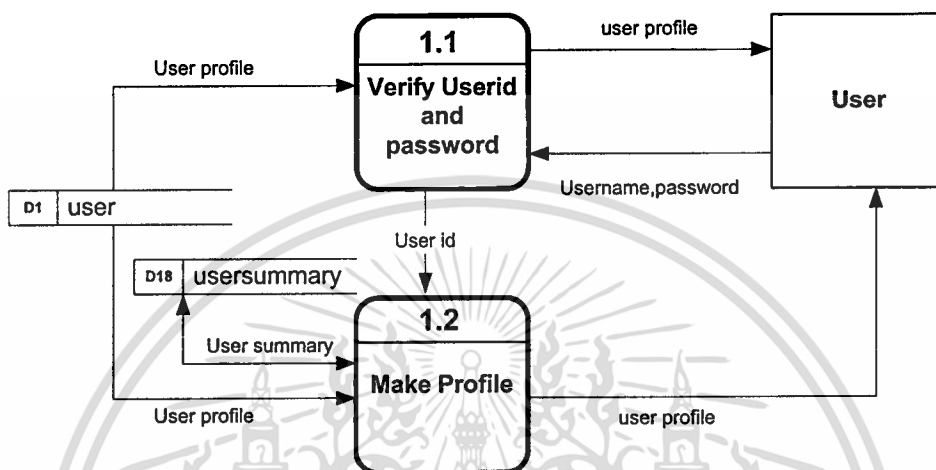 1.1
Verify Userid
and
password
user profile
User
User profile
Username,password
D1 user
User id
D18 usersummary
1.2
Make Profile
User summary
User profile
user profile